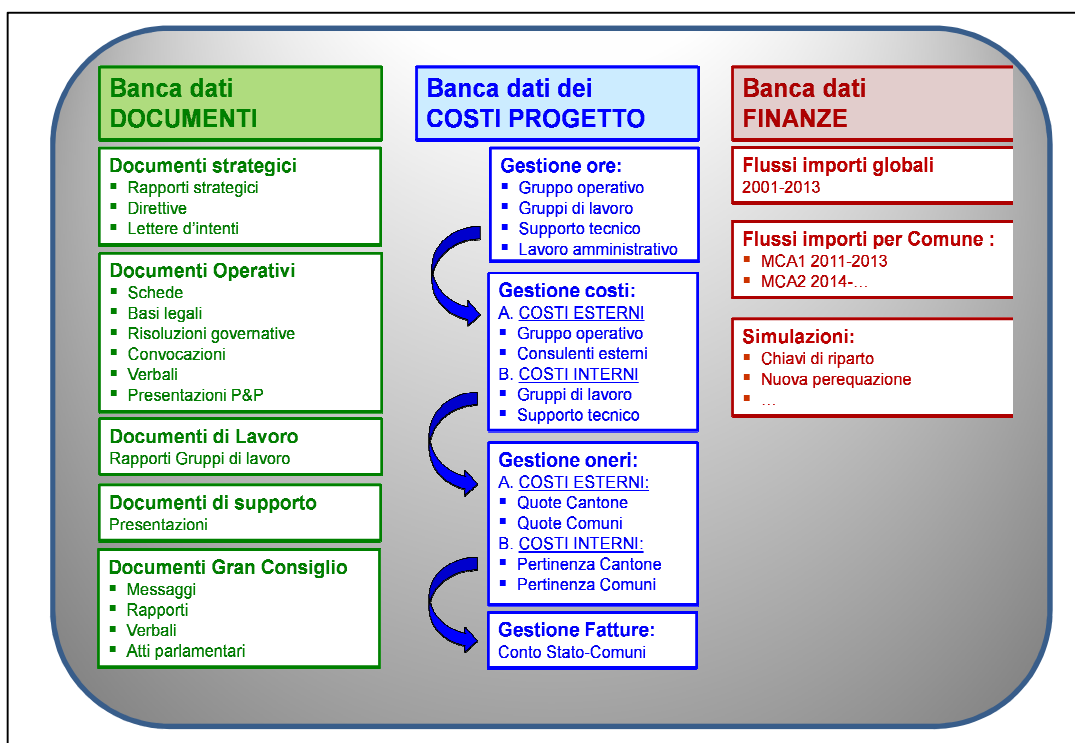 Banca dati
DOCUMENTI
Documenti strategici
▪ Rapporti strategici
▪ Direttive
▪ Lettere d'intenti
Documenti Operativi
▪ Schede
▪ Basi legali
▪ Risoluzioni governative
▪ Convocazioni
▪ Verbali
▪ Presentazioni P&P
Documenti di Lavoro
Rapporti Gruppi di lavoro
Documenti di supporto
Presentazioni
Documenti Gran Consiglio
▪ Messaggi
▪ Rapporti
▪ Verbali
▪ Atti parlamentari
Banca dati dei
COSTI PROGETTO
Gestione ore:
▪ Gruppo operativo
▪ Gruppi di lavoro
▪ Supporto tecnico
▪ Lavoro amministrativo
Gestione costi:
A. COSTI ESTERNI
▪ Gruppo operativo
▪ Consulenti esterni
B. COSTI INTERNI
▪ Gruppi di lavoro
▪ Supporto tecnico
Gestione oneri:
A. COSTI ESTERNI:
▪ Quote Cantone
▪ Quote Comuni
B. COSTI INTERNI:
▪ Pertinenza Cantone
▪ Pertinenza Comuni
Gestione Fatture:
Conto Stato-Comuni
Banca dati
FINANZE
Flussi importi globali
2001-2013
Flussi importi per Comune :
▪ MCA1 2011-2013
▪ MCA2 2014-...
Simulazioni:
▪ Chiavi di riparto
▪ Nuova perequazione
▪ ...